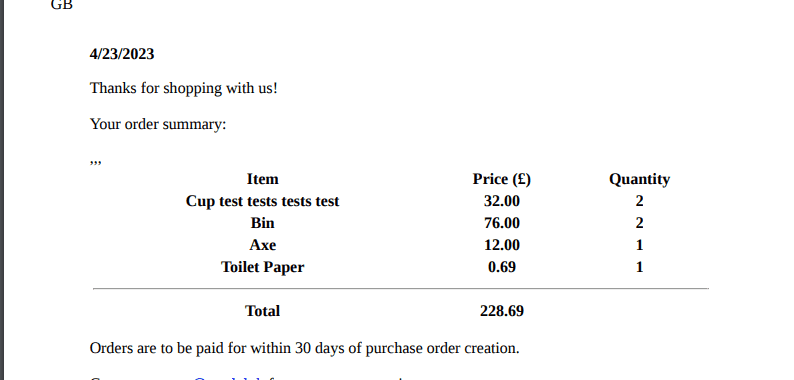 GB
4/23/2023
Thanks for shopping with us!
Your order summary:
,,,
Item Price (£) Quantity
Cup test tests tests test 32.00 2
Bin 76.00 2
Axe 12.00 1
Toilet Paper 0.69 1
Total 228.69
Orders are to be paid for within 30 days of purchase order creation.